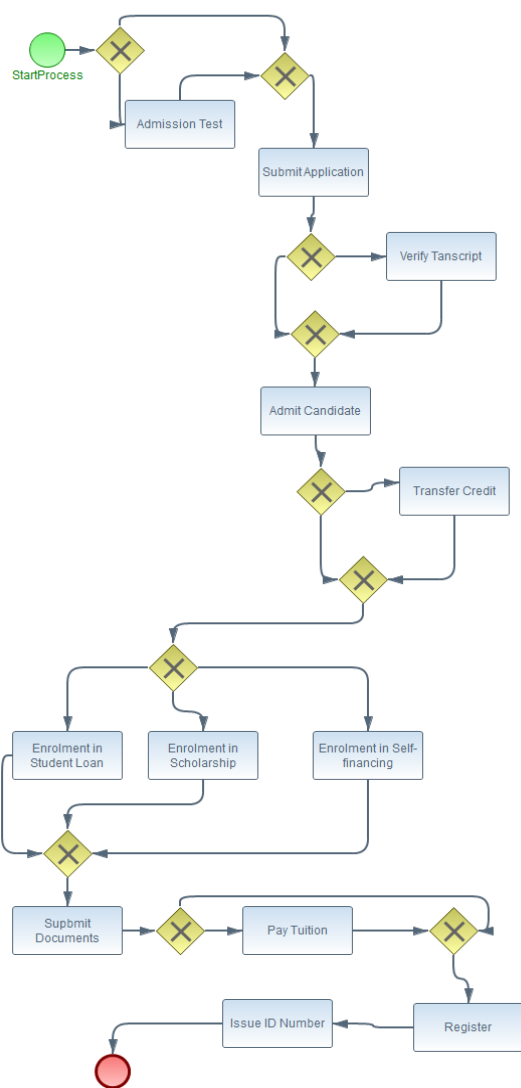 StartProcess
Admission Test
Submit Application
Verify Tanscript
Admit Candidate
Transfer Credit
Enrolment in
Student Loan
Enrolment in
Scholarship
Enrolment in Self-
financing
Supbmit
Documents
Pay Tuition
Issue ID Number
Register